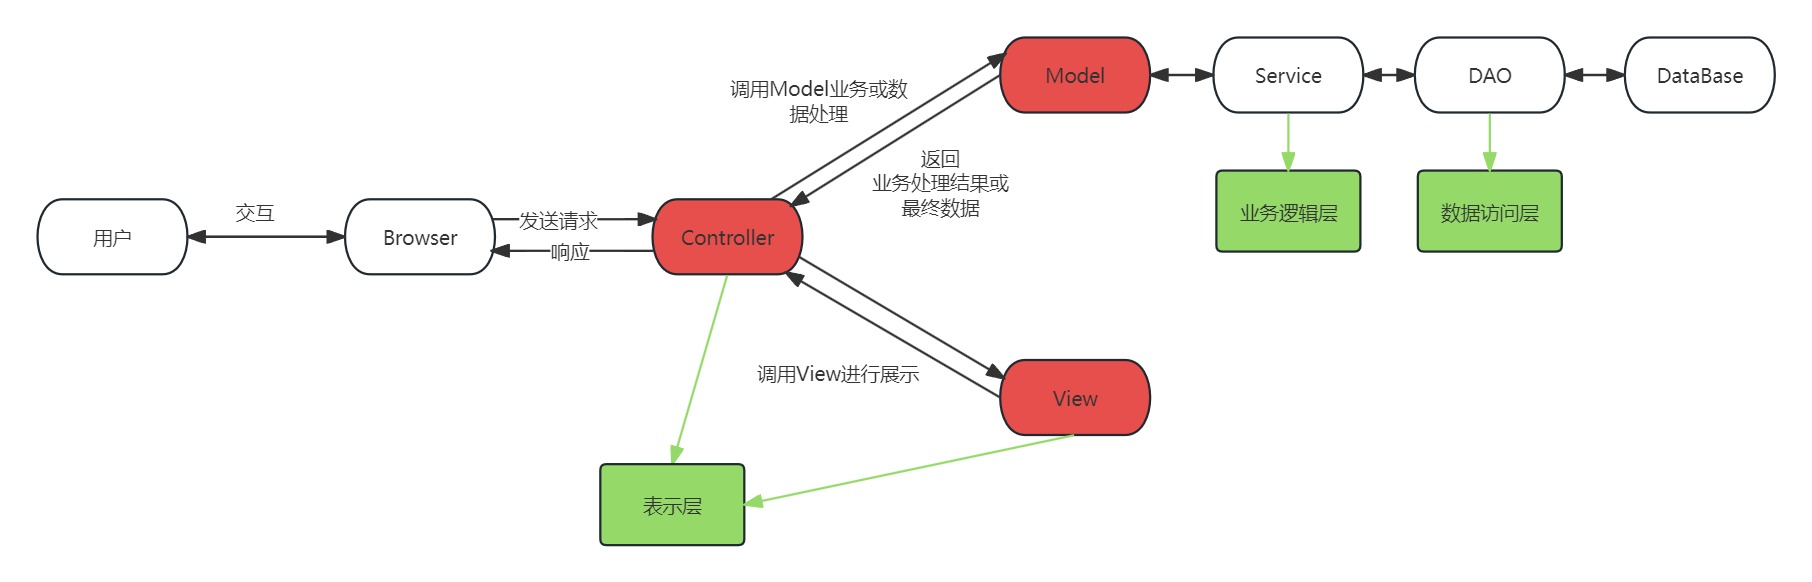 Model
Service
DAO
DataBase
调用Model业务或数
据处理
返回
业务处理结果或
最终数据
业务逻辑层
数据访问层
用户
交互
Browser
发送请求
响应
Controller
调用View进行展示
View
表示层